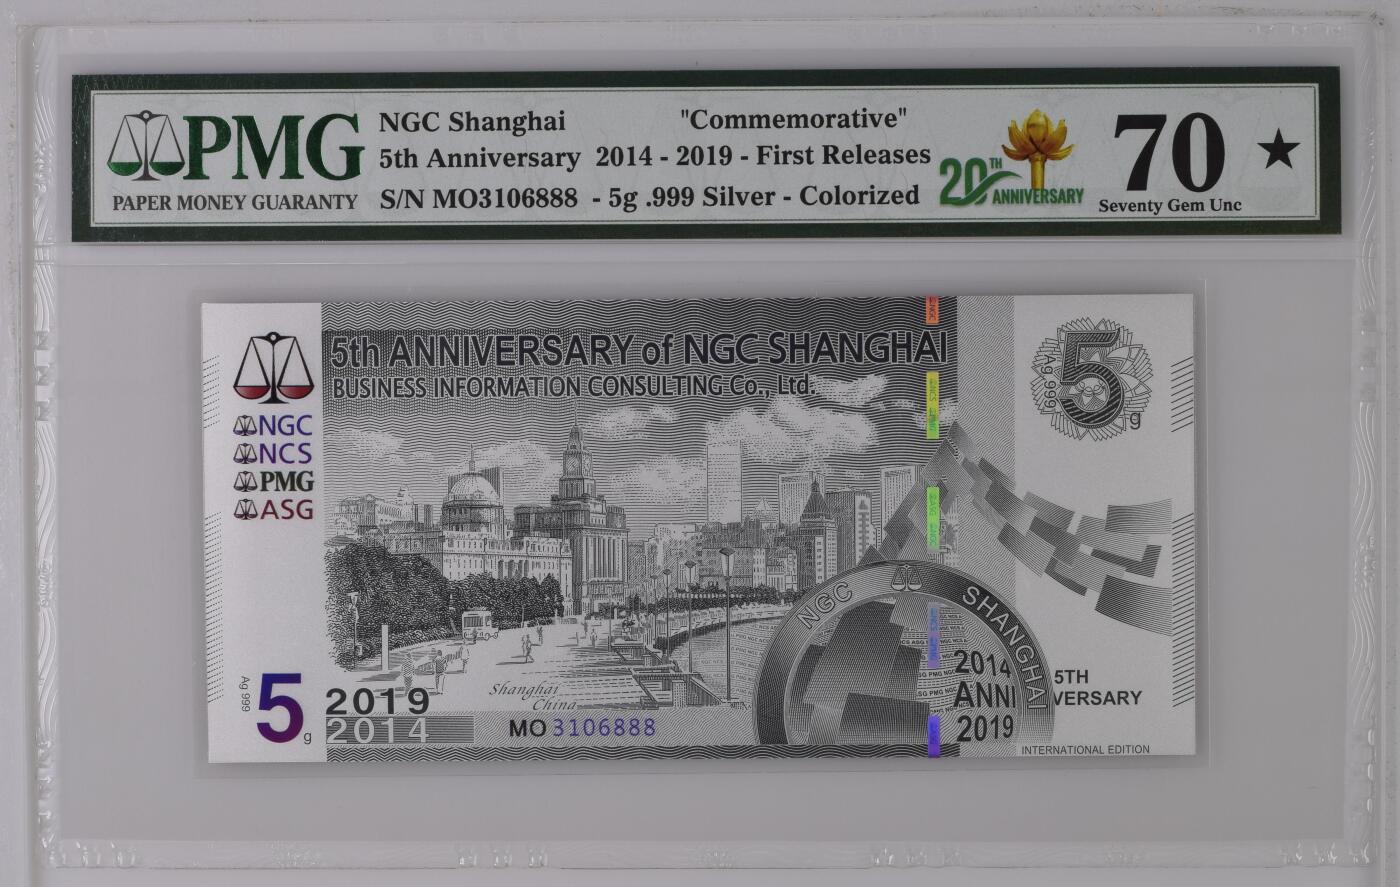 PMG
PAPER MONEY GUARANTY
NGC Shanghai "Commemorative"
5th Anniversary 2014 - 2019 - First Releases
S/N MO3106888 - 5g .999 Silver - Colorized
20TH ANNIVERSARY
70 ★
Seventy Gem Unc
5th ANNIVERSARY of NGC SHANGHAI
BUSINESS INFORMATION CONSULTING Co., Ltd.
NGC
NCS
PMG
ASG
Ag 999
5g
Ag 999
5g
2019
2014
Shanghai
China
MO 3106888
NGC SHANGHAI
2014
ANNI
2019
5TH
VERSARY
INTERNATIONAL EDITION